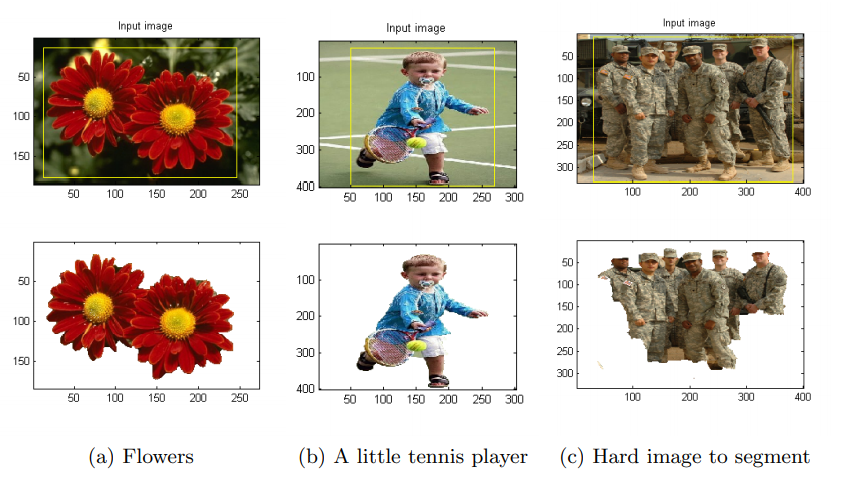 Input image
50
100
150
50 100 150 200 250
Input image
100
200
300
400
50 100 150 200 250 300
Input image
50
100
150
200
250
300
100 200 300 400
50
100
150
50 100 150 200 250
100
200
300
400
50 100 150 200 250 300
50
100
150
200
250
300
100 200 300 400
(a) Flowers
(b) A little tennis player
(c) Hard image to segment